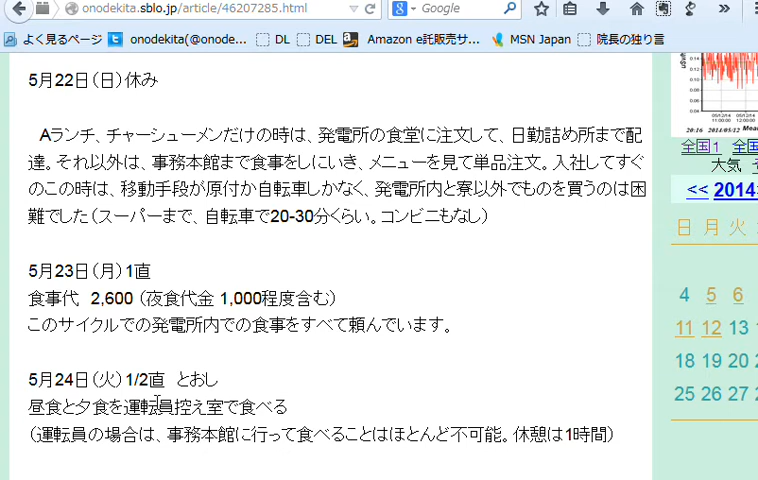 onodekita.sblo.jp/article/46207285.html
Google
よく見るページ
onodekita(@onode...
DL
DEL
Amazon e託販売サ...
MSN Japan
院長の独り言
5月22日（日）休み
Aランチ、チャーシューメンだけの時は、発電所の食堂に注文して、日勤詰め所まで配
達。それ以外は、事務本館まで食事をしにいき、メニューを見て単品注文。入社してすぐ
のこの時は、移動手段が原付か自転車しかなく、発電所内と寮以外でものを買うのは困
難でした（スーパーまで、自転車で20-30分くらい。コンビニもなし）
5月23日（月）1直
食事代　2,600 （夜食代金 1,000程度含む）
このサイクルでの発電所内での食事をすべて頼んでいます。
5月24日（火）1/2直　とおし
昼食と夕食を運転員控え室で食べる
（運転員の場合は、事務本館に行って食べることはほとんど不可能。休憩は1時間）
20:16 2014/05/12
全国1
大気
<< 2014
日 月 火
4 5 6
11 12 13
18 19 20
25 26 27